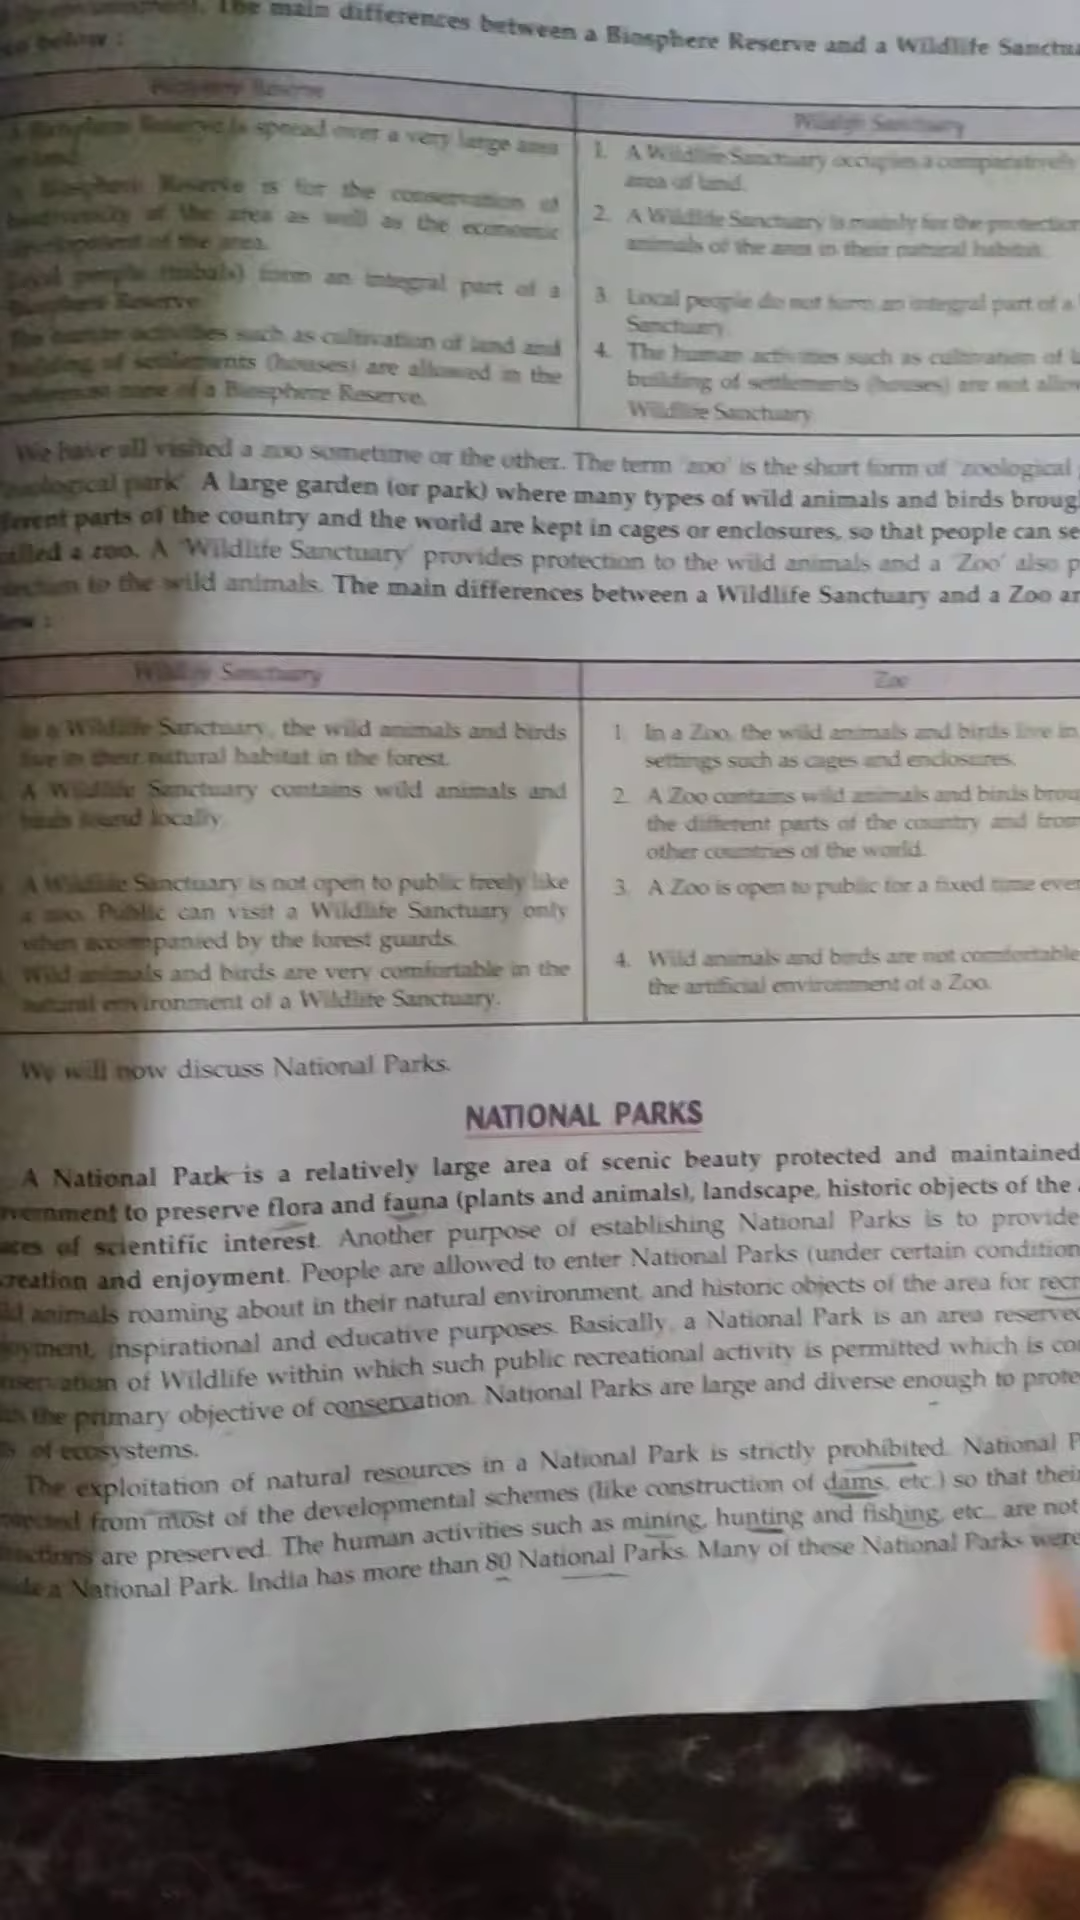 The main differences between a Biosphere Reserve and a Wildlife
below :
Biosphere Reserve
Wildlife Sanctuary
Biosphere Reserve is spread over a very large area
Biosphere Reserve is for the conservation of
of the area as well as the economic
development of the area.
people (tribals) form an integral part of a
Biosphere Reserve
The human activities such as cultivation of land and
building of settlements (houses) are allowed in the
zone of a Biosphere Reserve.
1. A Wildlife Sanctuary occupies a comparatively
area of land.
2. A Wildlife Sanctuary is mainly for the protection
animals of the area in their natural habitat.
3. Local people do not form an integral part of a
Sanctuary
4. The human activities such as cultivation of
building of settlements (houses) are not
Wildlife Sanctuary
We have all visited a zoo sometime or the other. The term 'zoo' is the short form of 'zoological
park'. A large garden (or park) where many types of wild animals and birds
parts of the country and the world are kept in cages or enclosures, so that people can
called a zoo. A 'Wildlife Sanctuary' provides protection to the wild animals and a 'Zoo' also
to the wild animals. The main differences between a Wildlife Sanctuary and a Zoo
Wildlife Sanctuary
Zoo
In a Wildlife Sanctuary, the wild animals and birds
live in their natural habitat in the forest.
A Wildlife Sanctuary contains wild animals and
birds found locally.
A Wildlife Sanctuary is not open to public freely like
a zoo. Public can visit a Wildlife Sanctuary only
when accompanied by the forest guards.
Wild animals and birds are very comfortable in the
natural environment of a Wildlife Sanctuary.
1. In a Zoo, the wild animals and birds live in
settings such as cages and enclosures.
2. A Zoo contains wild animals and birds
the different parts of the country and from
other countries of the world.
3. A Zoo is open to public for a fixed time
4. Wild animals and birds are not comfortable
the artificial environment of a Zoo.
We will now discuss National Parks.
NATIONAL PARKS
A National Park is a relatively large area of scenic beauty protected and maintained
to preserve flora and fauna (plants and animals), landscape, historic objects of the
of scientific interest. Another purpose of establishing National Parks is to provide
and enjoyment. People are allowed to enter National Parks (under certain
animals roaming about in their natural environment, and historic objects of the area for
inspirational and educative purposes. Basically, a National Park is an area
of Wildlife within which such public recreational activity is permitted which is
the primary objective of conservation. National Parks are large and diverse enough to
of ecosystems.
The exploitation of natural resources in a National Park is strictly prohibited. National
from most of the developmental schemes (like construction of dams, etc.) so that
are preserved. The human activities such as mining, hunting and fishing, etc., are not
a National Park. India has more than 80 National Parks. Many of these National Parks were